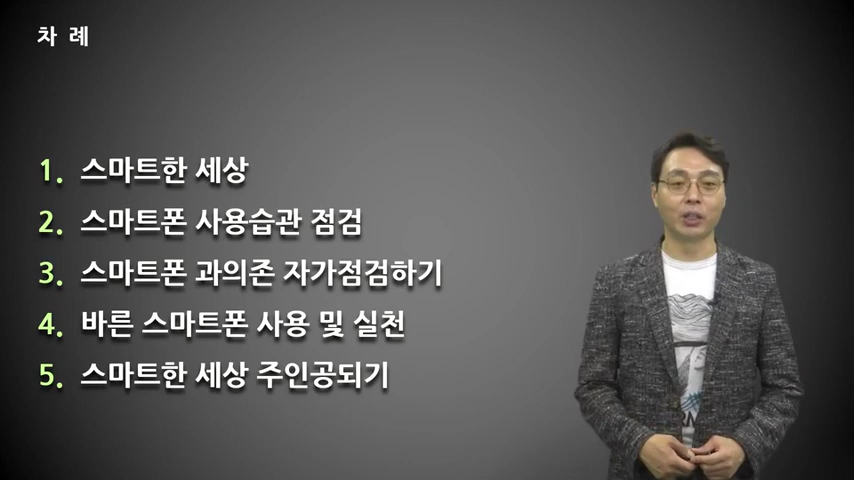 차 례
1. 스마트한 세상
2. 스마트폰 사용습관 점검
3. 스마트폰 과의존 자가점검하기
4. 바른 스마트폰 사용 및 실천
5. 스마트한 세상 주인공되기